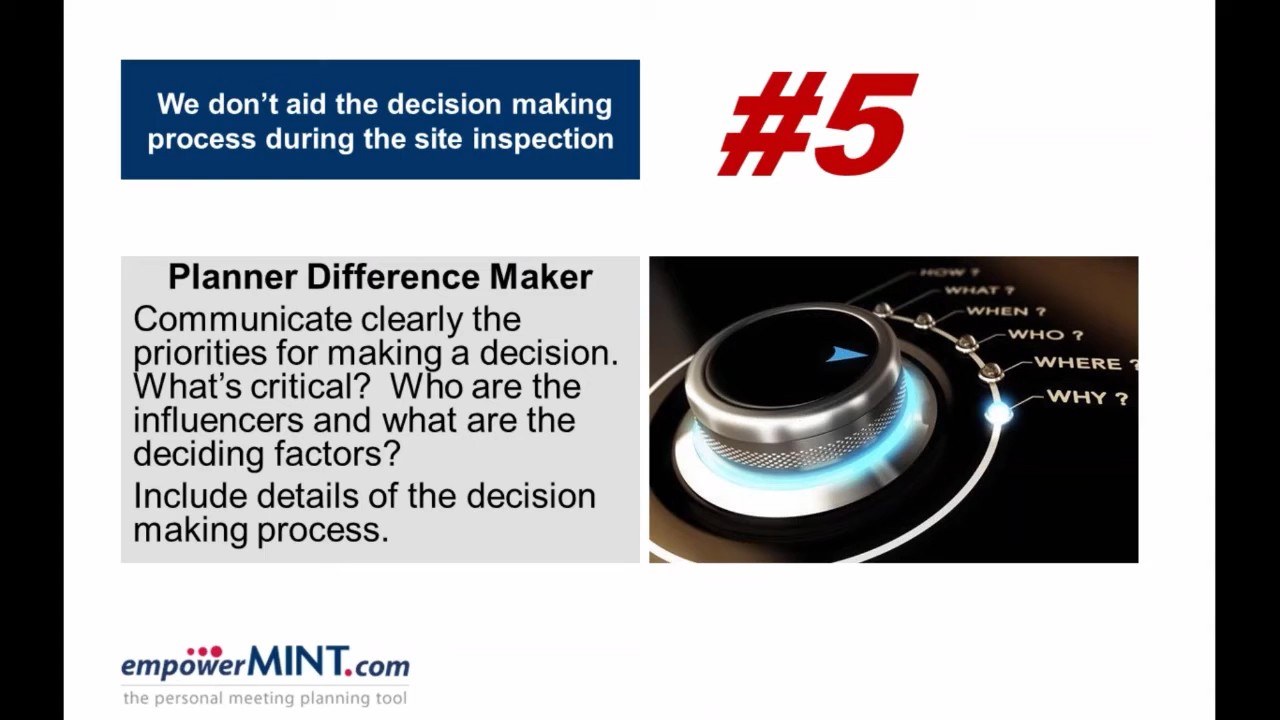 We don't aid the decision making
process during the site inspection
#5
Planner Difference Maker
Communicate clearly the
priorities for making a decision.
What's critical?  Who are the
influencers and what are the
deciding factors?
Include details of the decision
making process.
HOW ?
WHAT ?
WHEN ?
WHO ?
WHERE ?
WHY ?
empowerMINT.com
the personal meeting planning tool